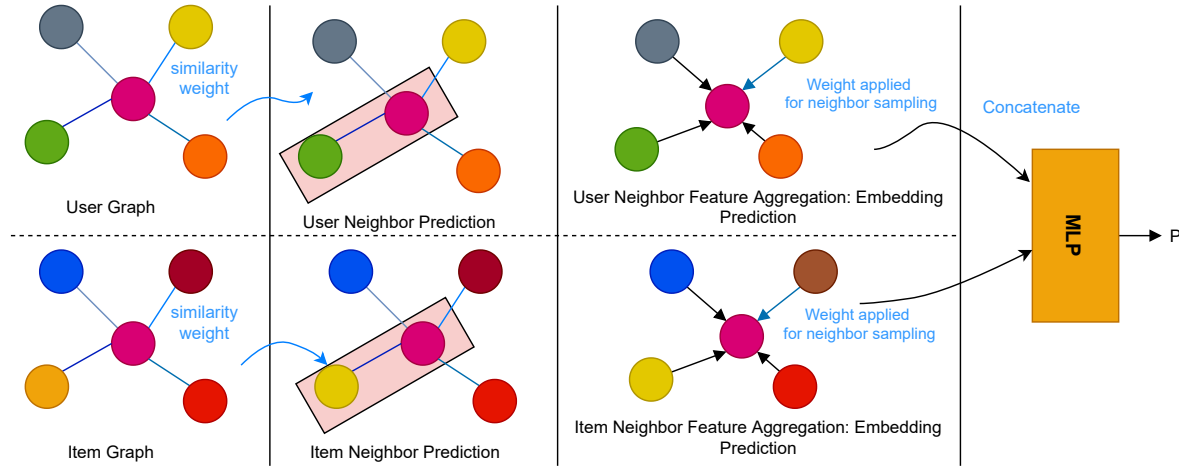 similarity
weight
User Graph
User Neighbor Prediction
Weight applied
for neighbor sampling
User Neighbor Feature Aggregation: Embedding
Prediction
Concatenate
MLP
P
similarity
weight
Item Graph
Item Neighbor Prediction
Weight applied
for neighbor sampling
Item Neighbor Feature Aggregation: Embedding
Prediction